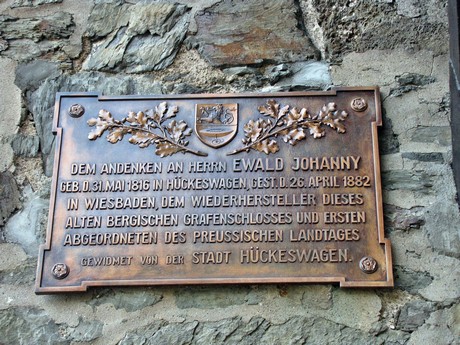 DEM ANDENKEN AN HERRN EWALD JOHANNY
GEB. D. 31. MAI 1816 IN HÜCKESWAGEN, GEST. D. 26. APRIL 1882
IN WIESBADEN, DEM WIEDERHERSTELLER DIESES
ALTEN BERGISCHEN GRAFENSCHLOSSES UND ERSTEN
ABGEORDNETEN DES PREUSSISCHEN LANDTAGES
GEWIDMET VON DER STADT HÜCKESWAGEN.